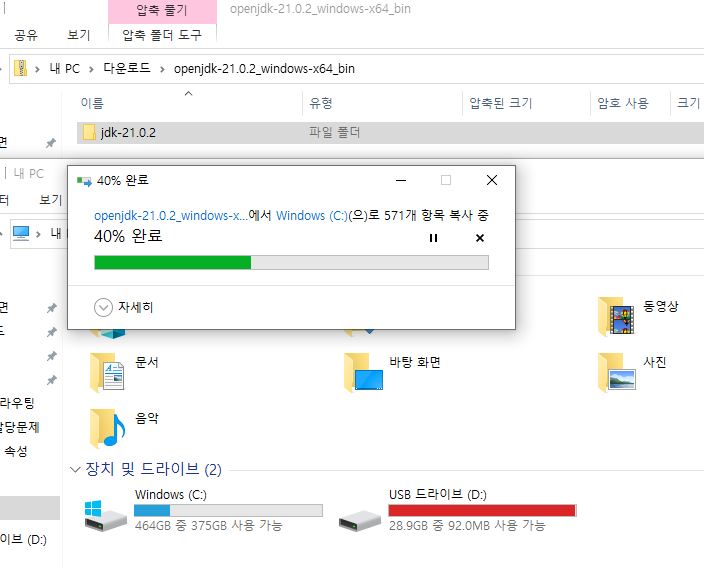 압축 풀기
openjdk-21.0.2_windows-x64_bin
공유
보기
압축 폴더 도구
내 PC
다운로드
openjdk-21.0.2_windows-x64_bin
이름
유형
압축된 크기
암호 사용
크기
jdk-21.0.2
파일 폴더
면
내 PC
터
보기
내
40% 완료
openjdk-21.0.2_windows-x...에서 Windows (C:)(으)로 571개 항목 복사 중
40% 완료
자세히
면
드
동영상
문서
바탕 화면
사진
라우팅
음악
할당문제
속성
장치 및 드라이브 (2)
Windows (C:)
464GB 중 375GB 사용 가능
USB 드라이브 (D:)
28.9GB 중 92.0MB 사용 가능
이브 (D:)